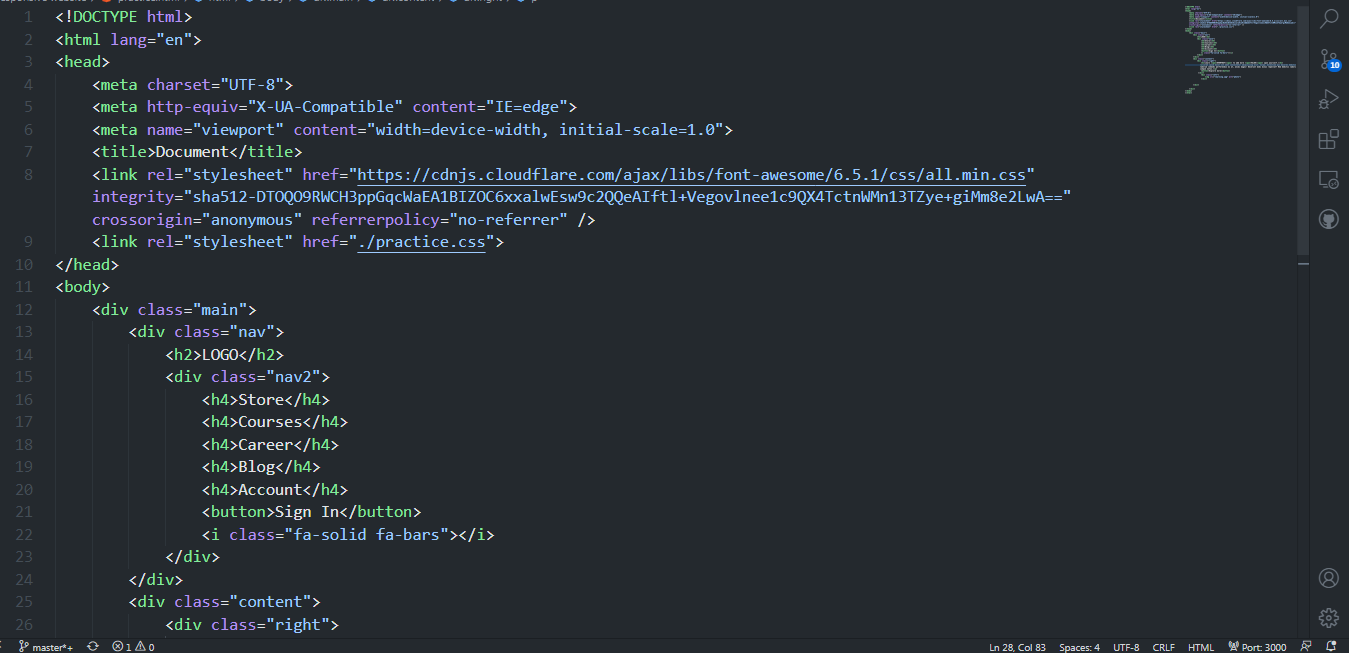 1 <!DOCTYPE html>
2 <html lang="en">
3 <head>
4 <meta charset="UTF-8">
5 <meta http-equiv="X-UA-Compatible" content="IE=edge">
6 <meta name="viewport" content="width=device-width, initial-scale=1.0">
7 <title>Document</title>
8 <link rel="stylesheet" href="https://cdnjs.cloudflare.com/ajax/libs/font-awesome/6.5.1/css/all.min.css"
integrity="sha512-DTOQO9RWCH3ppGqcWaEA1BIZOC6xxalwEsw9c2QQeAIftl+Vegovlnee1c9QX4TctnWMn13TZye+giMm8e2LwA=="
crossorigin="anonymous" referrerpolicy="no-referrer" />
9 <link rel="stylesheet" href="./practice.css">
10 </head>
11 <body>
12 <div class="main">
13 <div class="nav">
14 <h2>LOGO</h2>
15 <div class="nav2">
16 <h4>Store</h4>
17 <h4>Courses</h4>
18 <h4>Career</h4>
19 <h4>Blog</h4>
20 <h4>Account</h4>
21 <button>Sign In</button>
22 <i class="fa-solid fa-bars"></i>
23 </div>
24 </div>
25 <div class="content">
26 <div class="right">
10
master*+ 1 0 Ln 28, Col 83 Spaces: 4 UTF-8 CRLF HTML Port: 3000